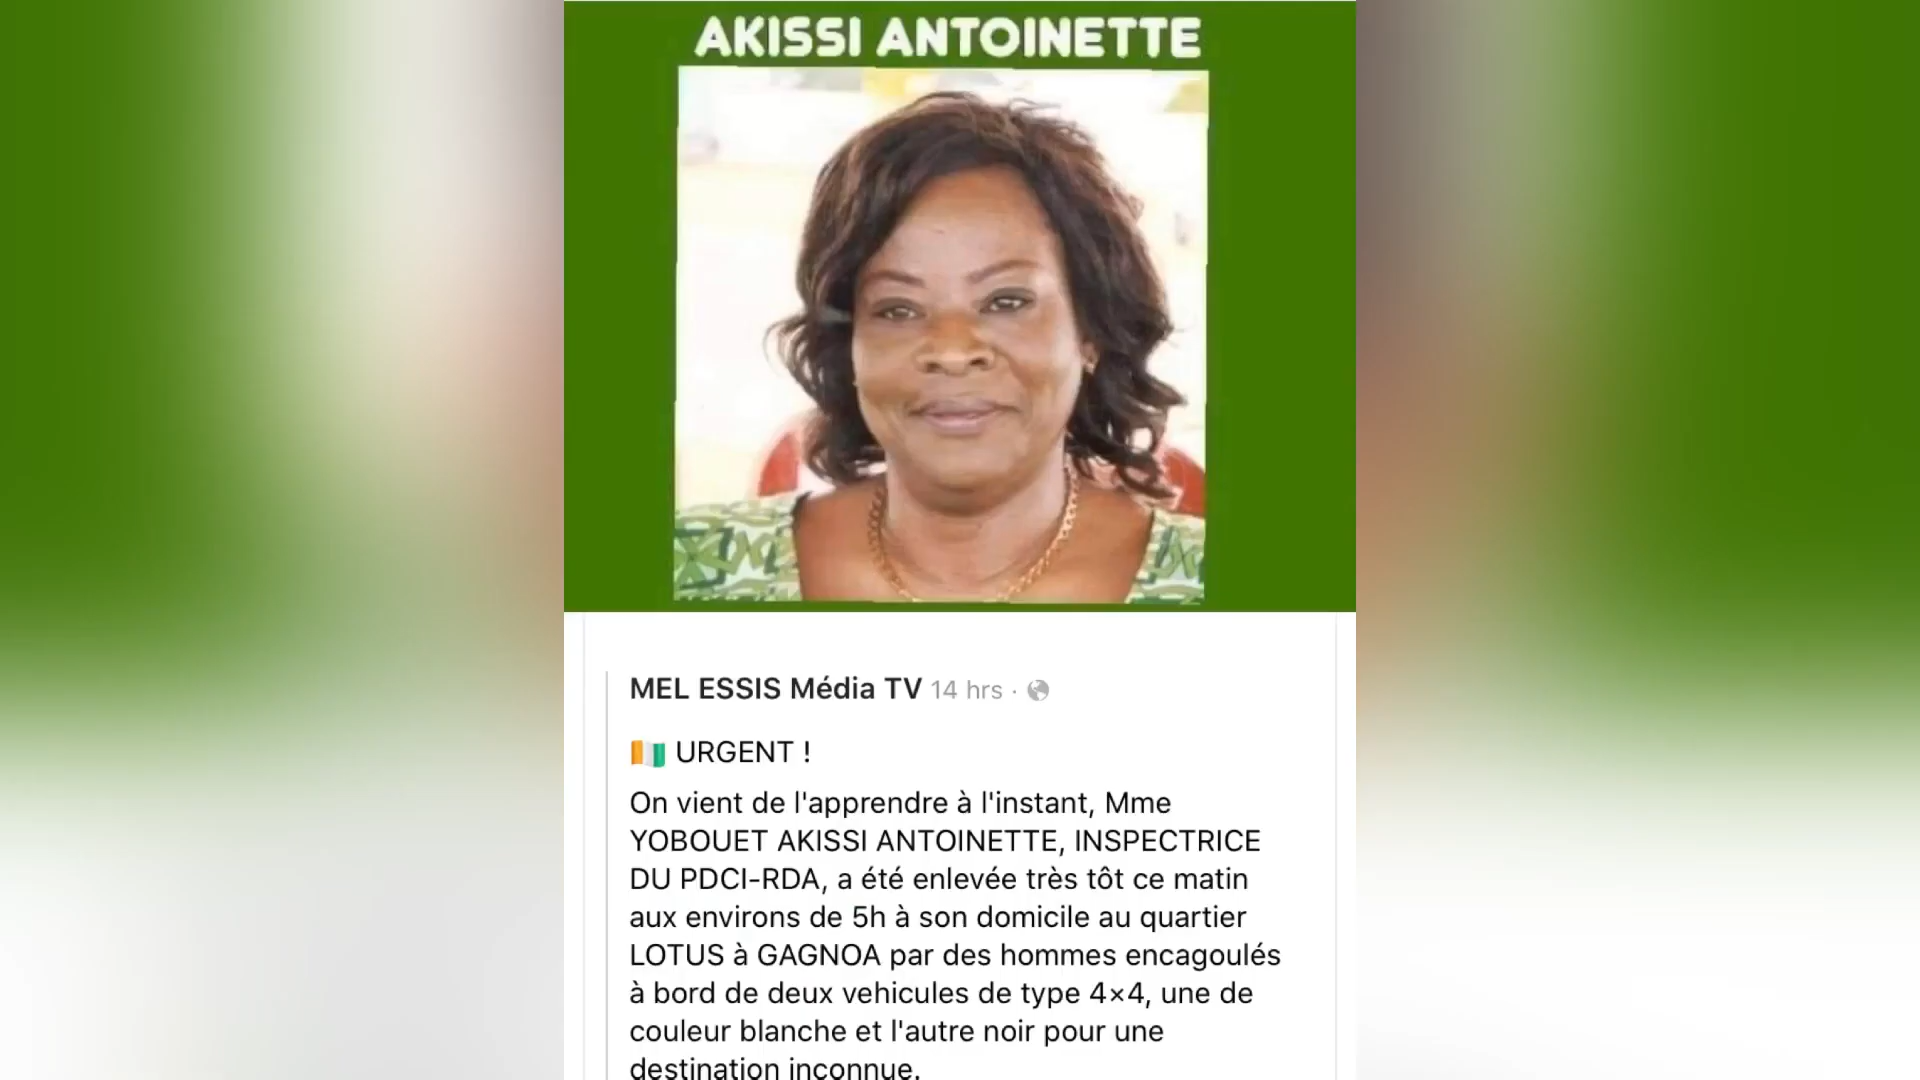 AKISSI ANTOINETTE
MEL ESSIS Média TV 14 hrs ·
🇨🇮 URGENT !
On vient de l'apprendre à l'instant, Mme
YOBOUET AKISSI ANTOINETTE, INSPECTRICE
DU PDCI-RDA, a été enlevée très tôt ce matin
aux environs de 5h à son domicile au quartier
LOTUS à GAGNOA par des hommes encagoulés
à bord de deux vehicules de type 4×4, une de
couleur blanche et l'autre noir pour une
destination inconnue.